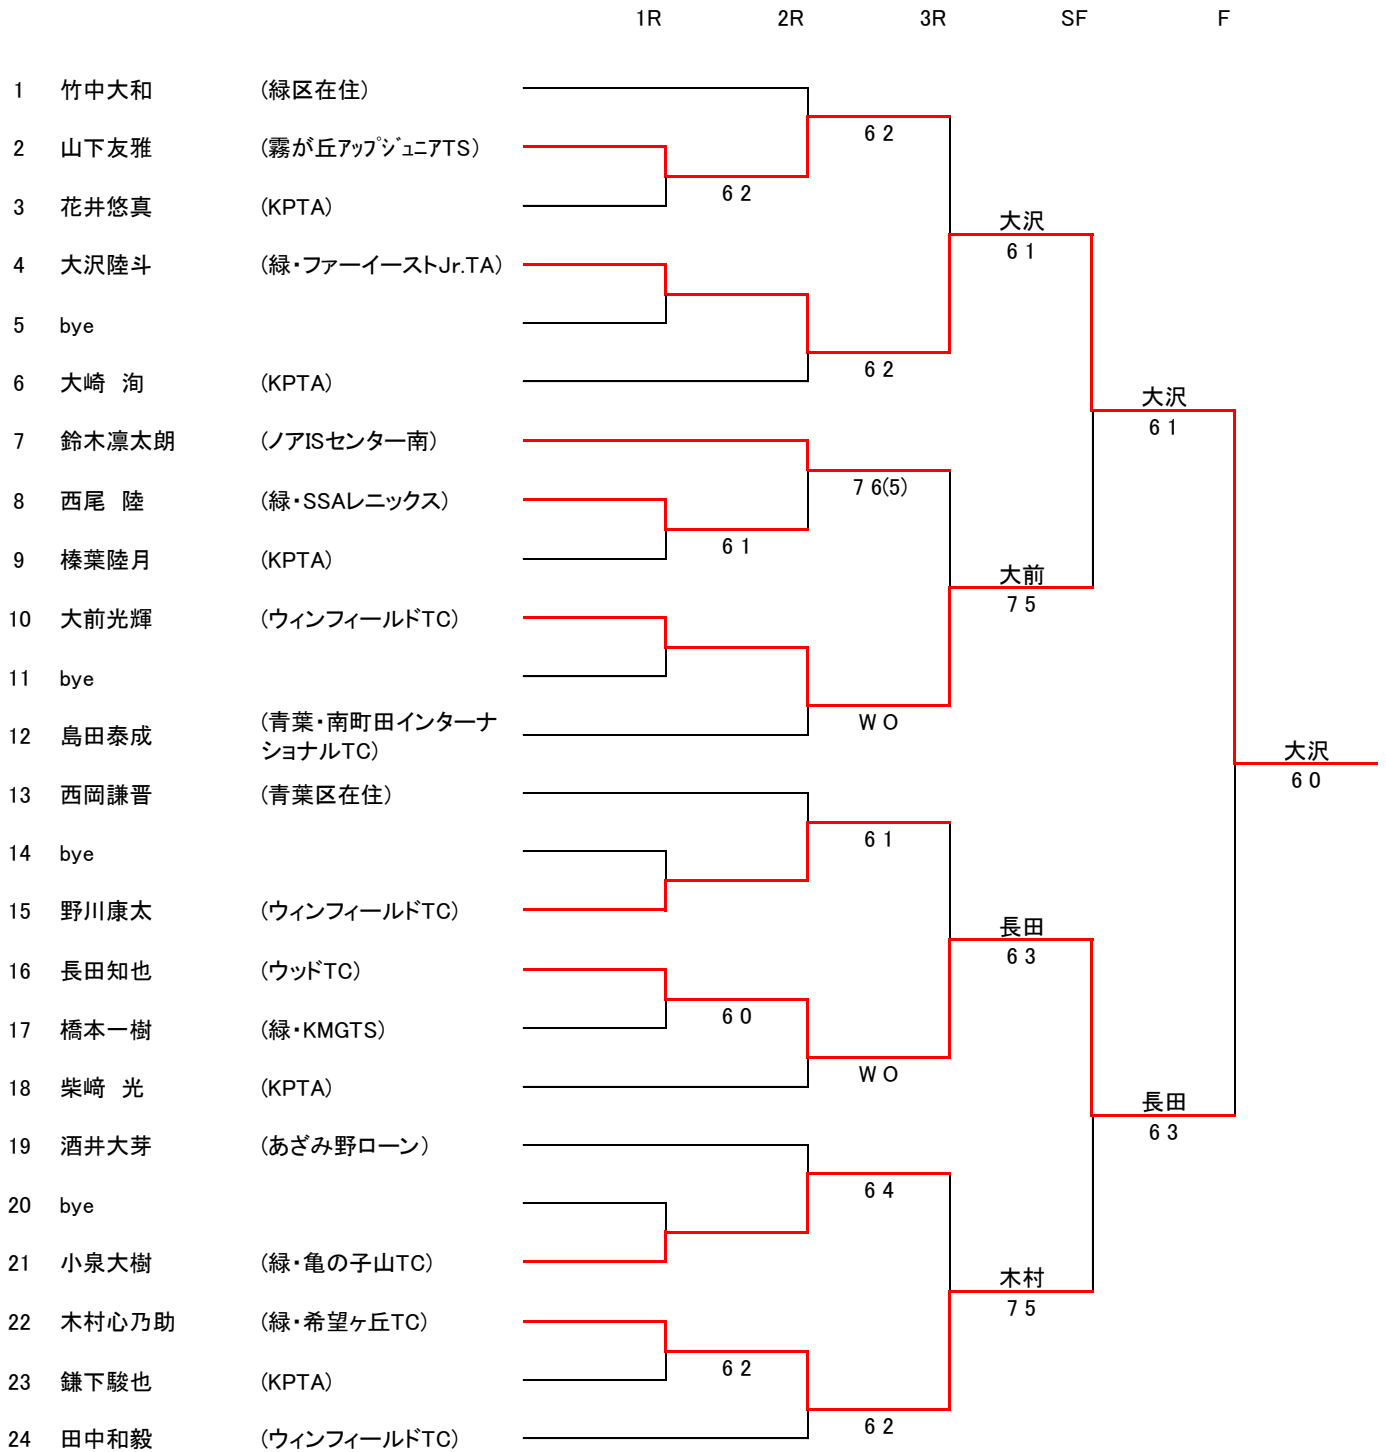 1R 2R 3R SF F
1 竹中大和 (緑区在住)
6 2
2 山下友雅 (霧が丘アップジュニアTS)
6 2
3 花井悠真 (KPTA)
大沢
6 1
4 大沢陸斗 (緑・ファーイーストJr.TA)
5 bye
6 2
6 大崎 洵 (KPTA)
大沢
6 1
7 鈴木凛太朗 (ノアISセンター南)
7 6(5)
8 西尾 陸 (緑・SSAレニックス)
6 1
9 榛葉陸月 (KPTA)
大前
7 5
10 大前光輝 (ウィンフィールドTC)
11 bye
W O
12 島田泰成 (青葉・南町田インターナ
ショナルTC)
大沢
6 0
13 西岡謙晋 (青葉区在住)
6 1
14 bye
15 野川康太 (ウィンフィールドTC)
長田
6 3
16 長田知也 (ウッドTC)
6 0
17 橋本一樹 (緑・KMGTS)
W O
18 柴﨑 光 (KPTA)
長田
6 3
19 酒井大芽 (あざみ野ローン)
6 4
20 bye
21 小泉大樹 (緑・亀の子山TC)
木村
7 5
22 木村心乃助 (緑・希望ヶ丘TC)
6 2
23 鎌下駿也 (KPTA)
6 2
24 田中和毅 (ウィンフィールドTC)